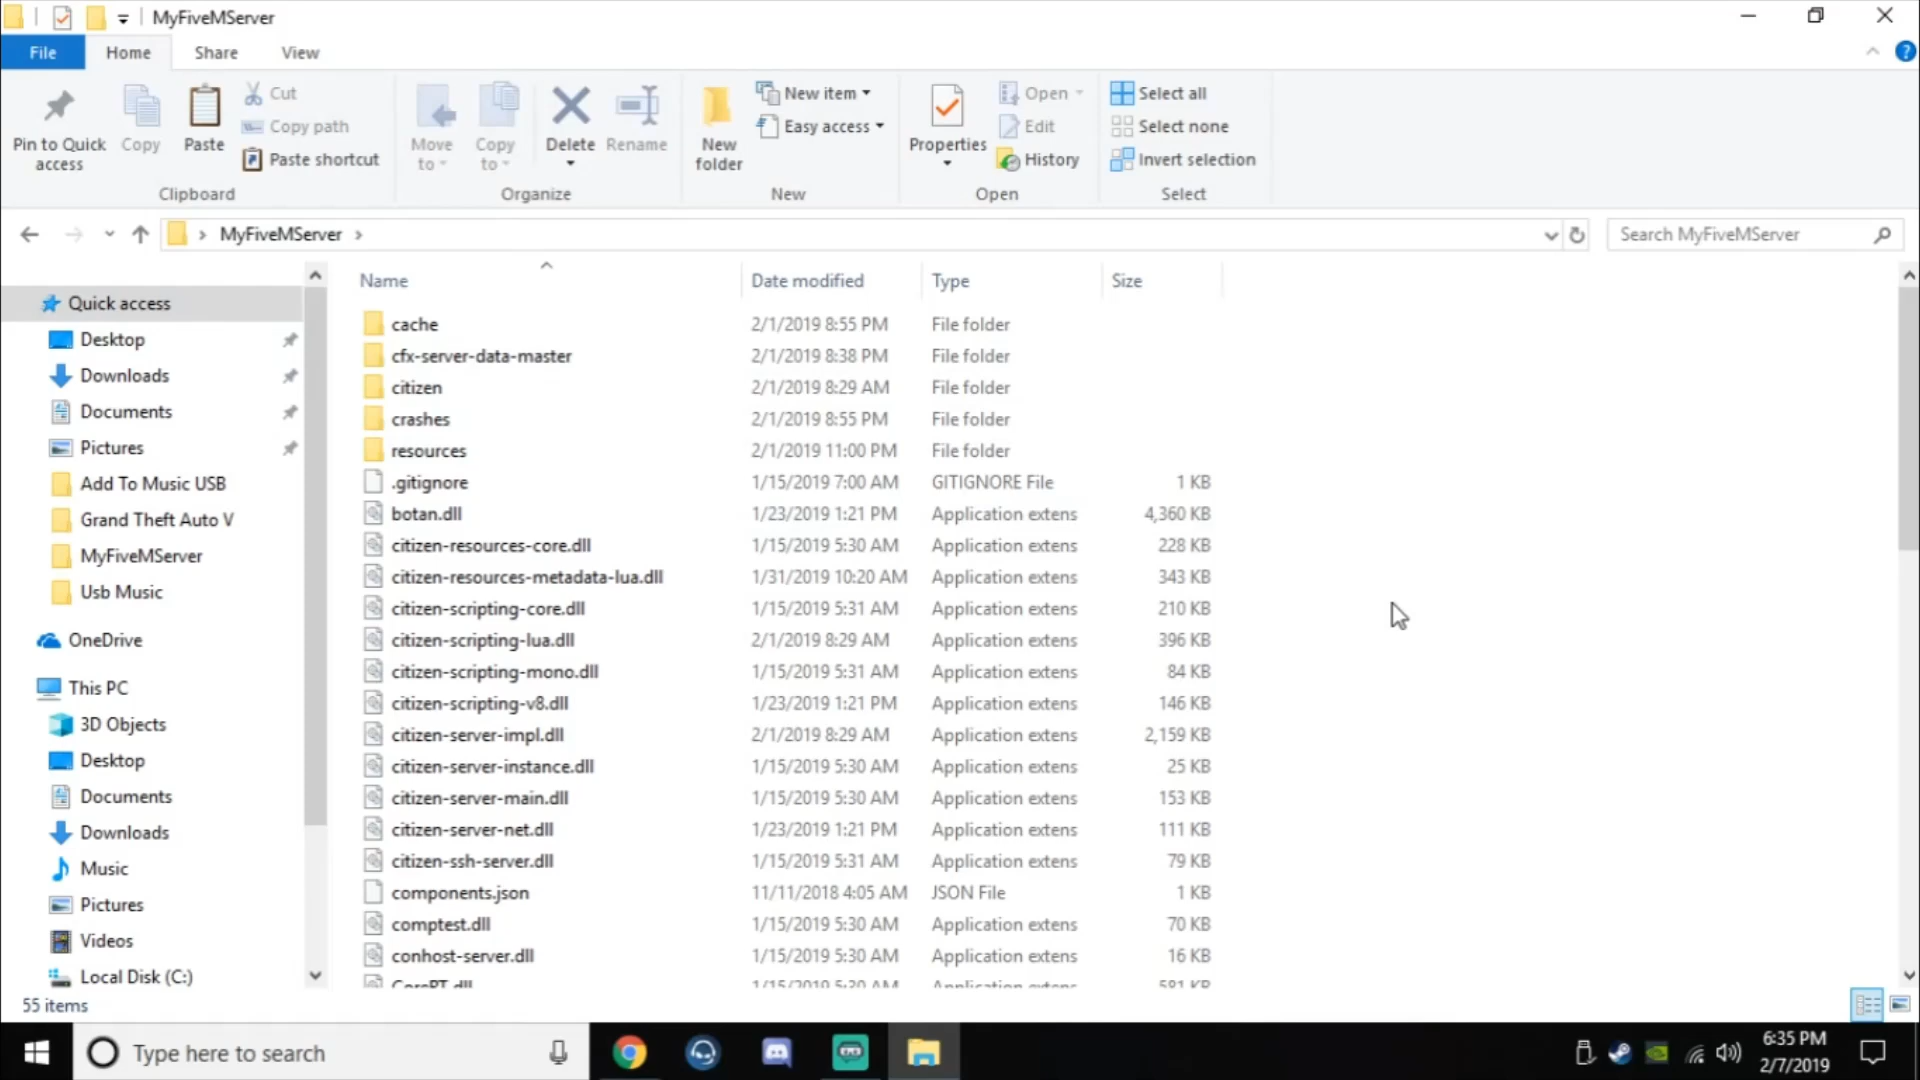 MyFiveMServer
File Home Share View
Pin to Quick access
Copy
Paste
Cut
Copy path
Paste shortcut
Clipboard
Move to
Copy to
Delete
Rename
Organize
New folder
New item
Easy access
New
Properties
Open
Edit
History
Open
Select all
Select none
Invert selection
Select
MyFiveMServer
Search MyFiveMServer
Quick access
Desktop
Downloads
Documents
Pictures
Add To Music USB
Grand Theft Auto V
MyFiveMServer
Usb Music
OneDrive
This PC
3D Objects
Desktop
Documents
Downloads
Music
Pictures
Videos
Local Disk (C:)
Name Date modified Type Size
cache 2/1/2019 8:55 PM File folder
cfx-server-data-master 2/1/2019 8:38 PM File folder
citizen 2/1/2019 8:29 AM File folder
crashes 2/1/2019 8:55 PM File folder
resources 2/1/2019 11:00 PM File folder
.gitignore 1/15/2019 7:00 AM GITIGNORE File 1 KB
botan.dll 1/23/2019 1:21 PM Application extens 4,360 KB
citizen-resources-core.dll 1/15/2019 5:30 AM Application extens 228 KB
citizen-resources-metadata-lua.dll 1/31/2019 10:20 AM Application extens 343 KB
citizen-scripting-core.dll 1/15/2019 5:31 AM Application extens 210 KB
citizen-scripting-lua.dll 2/1/2019 8:29 AM Application extens 396 KB
citizen-scripting-mono.dll 1/15/2019 5:31 AM Application extens 84 KB
citizen-scripting-v8.dll 1/23/2019 1:21 PM Application extens 146 KB
citizen-server-impl.dll 2/1/2019 8:29 AM Application extens 2,159 KB
citizen-server-instance.dll 1/15/2019 5:30 AM Application extens 25 KB
citizen-server-main.dll 1/15/2019 5:30 AM Application extens 153 KB
citizen-server-net.dll 1/23/2019 1:21 PM Application extens 111 KB
citizen-ssh-server.dll 1/15/2019 5:31 AM Application extens 79 KB
components.json 11/11/2018 4:05 AM JSON File 1 KB
comptest.dll 1/15/2019 5:30 AM Application extens 70 KB
conhost-server.dll 1/15/2019 5:30 AM Application extens 16 KB
CoreRT.dll 1/15/2019 5:30 AM Application extens 581 KB
55 items
Type here to search
6:35 PM
2/7/2019